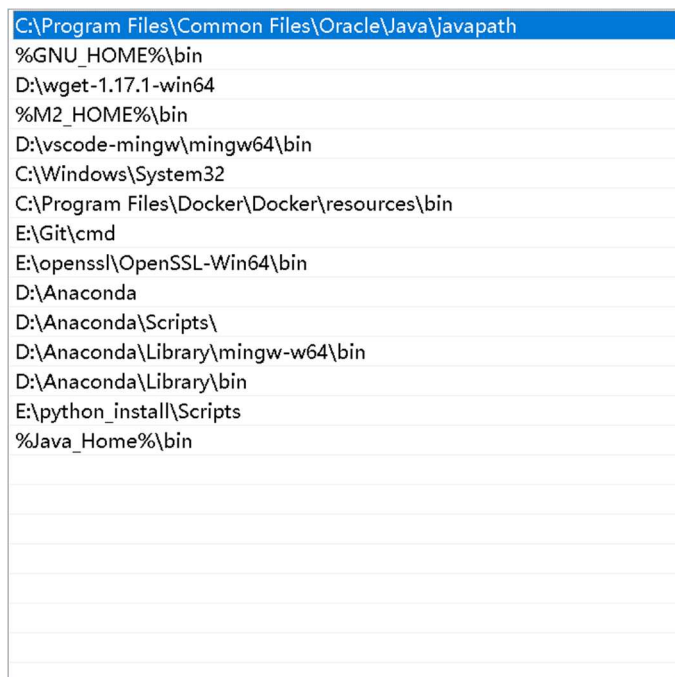 C:\Program Files\Common Files\Oracle\Java\javapath
%GNU_HOME%\bin
D:\wget-1.17.1-win64
%M2_HOME%\bin
D:\vscode-mingw\mingw64\bin
C:\Windows\System32
C:\Program Files\Docker\Docker\resources\bin
E:\Git\cmd
E:\openssl\OpenSSL-Win64\bin
D:\Anaconda
D:\Anaconda\Scripts\
D:\Anaconda\Library\mingw-w64\bin
D:\Anaconda\Library\bin
E:\python_install\Scripts
%Java_Home%\bin